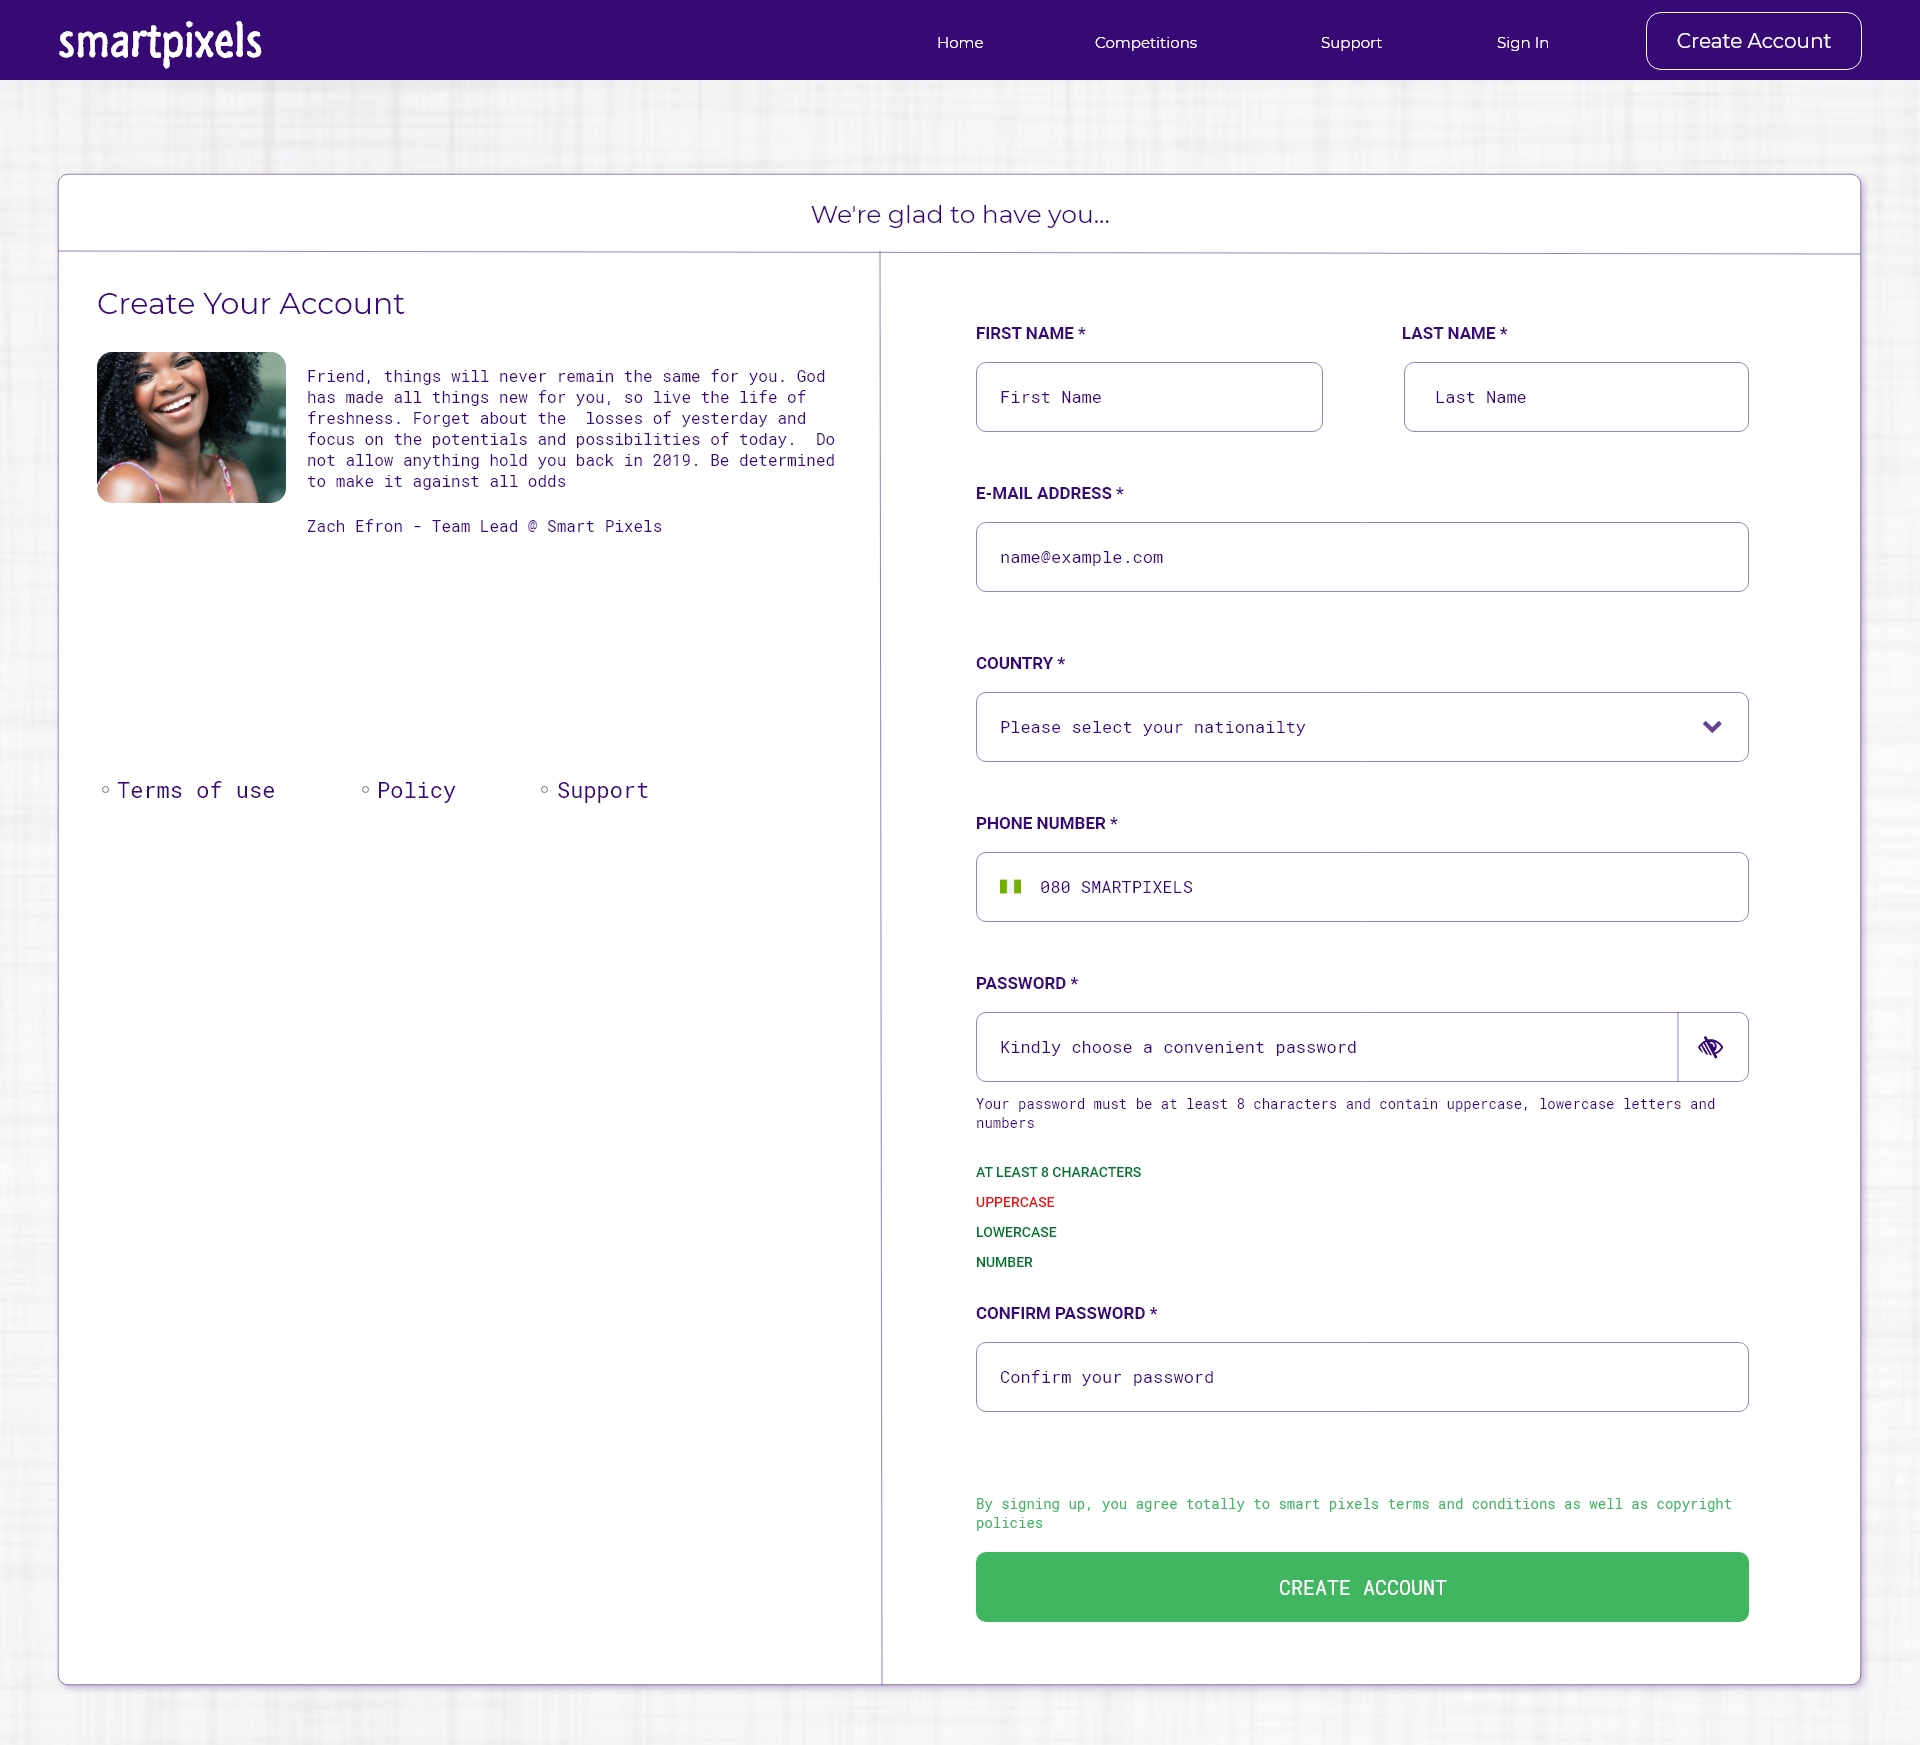 smartpixels
Home
Competitions
Support
Sign In
Create Account
We're glad to have you...
Create Your Account
Friend, things will never remain the same for you. God
has made all things new for you, so live the life of
freshness. Forget about the  losses of yesterday and
focus on the potentials and possibilities of today.  Do
not allow anything hold you back in 2019. Be determined
to make it against all odds
Zach Efron - Team Lead @ Smart Pixels
Terms of use
Policy
Support
FIRST NAME *
LAST NAME *
First Name
Last Name
E-MAIL ADDRESS *
name@example.com
COUNTRY *
Please select your nationailty
PHONE NUMBER *
080 SMARTPIXELS
PASSWORD *
Kindly choose a convenient password
Your password must be at least 8 characters and contain uppercase, lowercase letters and
numbers
AT LEAST 8 CHARACTERS
UPPERCASE
LOWERCASE
NUMBER
CONFIRM PASSWORD *
Confirm your password
By signing up, you agree totally to smart pixels terms and conditions as well as copyright
policies
CREATE ACCOUNT